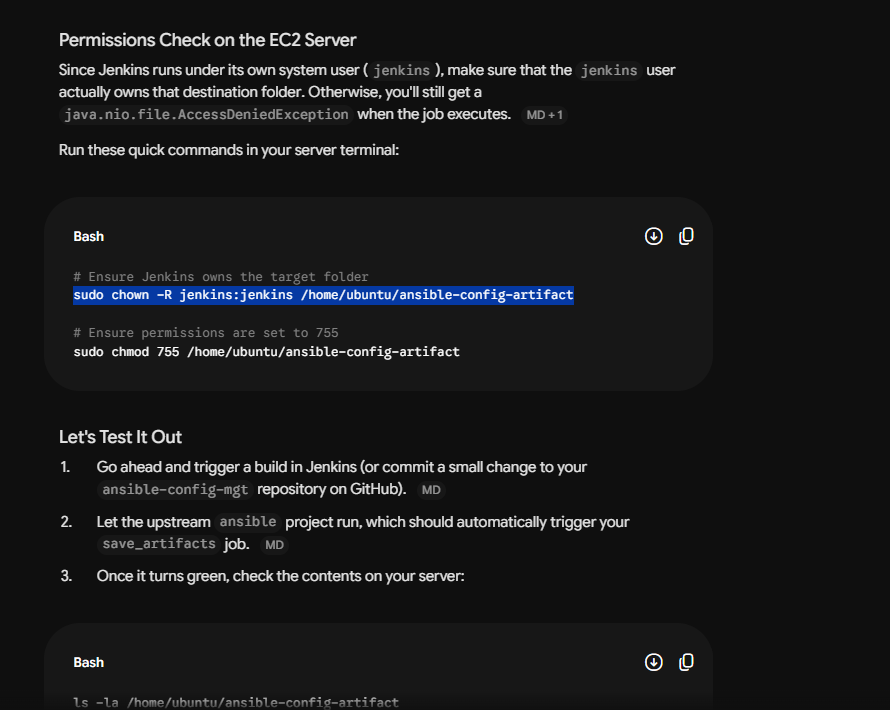 Permissions Check on the EC2 Server
Since Jenkins runs under its own system user ( jenkins ), make sure that the jenkins user
actually owns that destination folder. Otherwise, you'll still get a
java.nio.file.AccessDeniedException when the job executes. MD + 1
Run these quick commands in your server terminal:
Bash
# Ensure Jenkins owns the target folder
sudo chown -R jenkins:jenkins /home/ubuntu/ansible-config-artifact
# Ensure permissions are set to 755
sudo chmod 755 /home/ubuntu/ansible-config-artifact
Let's Test It Out
1. Go ahead and trigger a build in Jenkins (or commit a small change to your
ansible-config-mgt repository on GitHub). MD
2. Let the upstream ansible project run, which should automatically trigger your
save_artifacts job. MD
3. Once it turns green, check the contents on your server:
Bash
ls -la /home/ubuntu/ansible-config-artifact